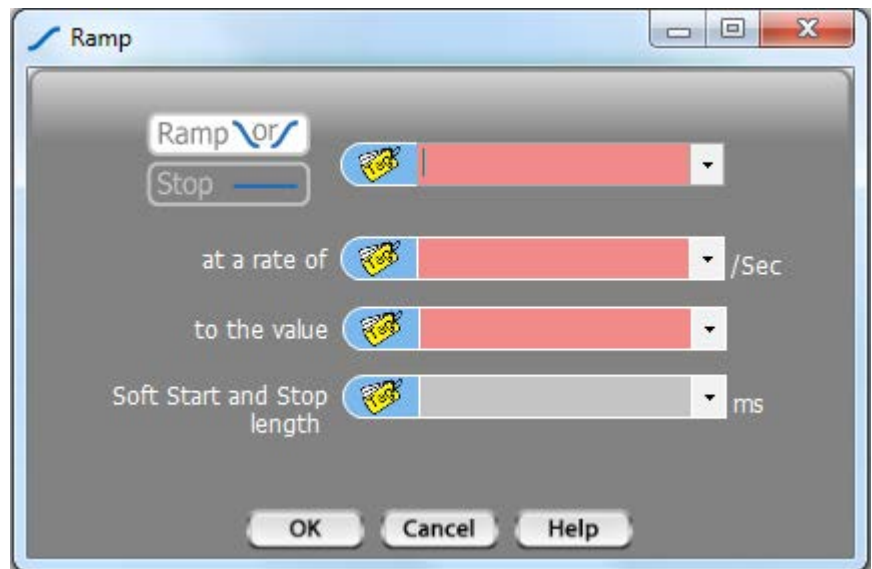 Ramp
Ramp or
Stop
at a rate of /Sec
to the value
Soft Start and Stop
length ms
OK Cancel Help